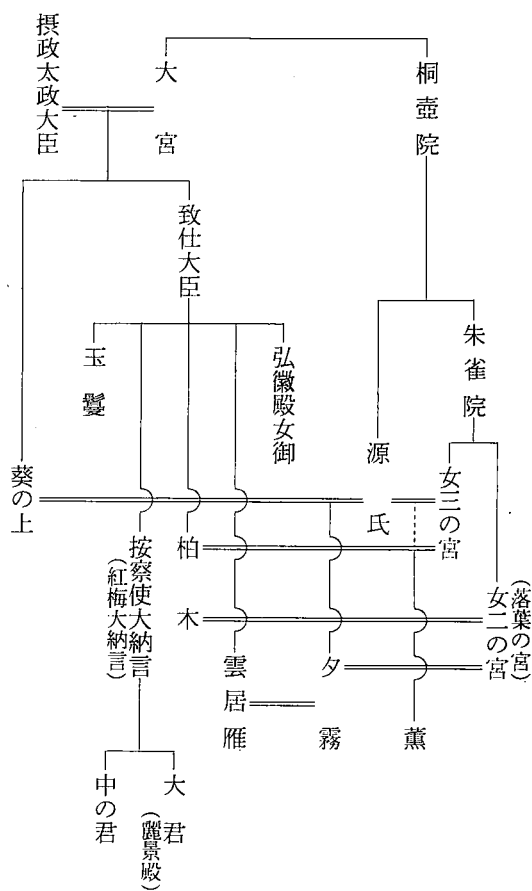 桐壺院
大宮
摂政太政大臣
朱雀院
源氏
致仕大臣
葵の上
女三の宮
女二の宮
(落葉の宮)
弘徽殿女御
雲居雁
柏木
按察使大納言
(紅梅大納言)
玉鬘
薫
夕霧
大君
(麗景殿)
中の君